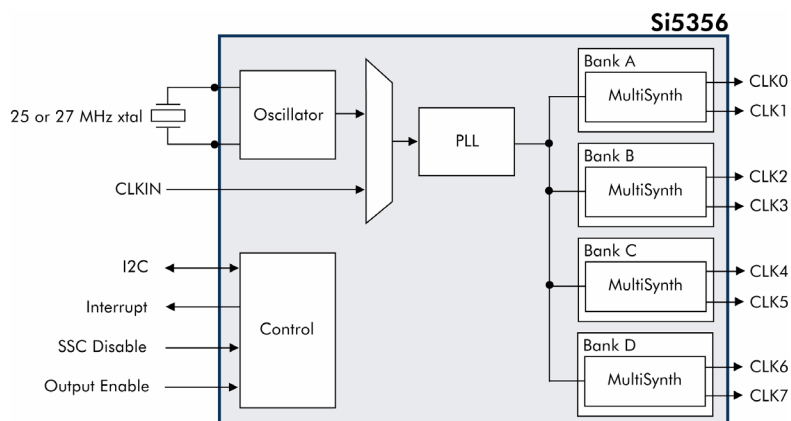 Si5356
25 or 27 MHz xtal
Oscillator
CLKIN
PLL
Bank A
MultiSynth
CLK0
CLK1
Bank B
MultiSynth
CLK2
CLK3
Bank C
MultiSynth
CLK4
CLK5
Bank D
MultiSynth
CLK6
CLK7
I2C
Interrupt
SSC Disable
Output Enable
Control